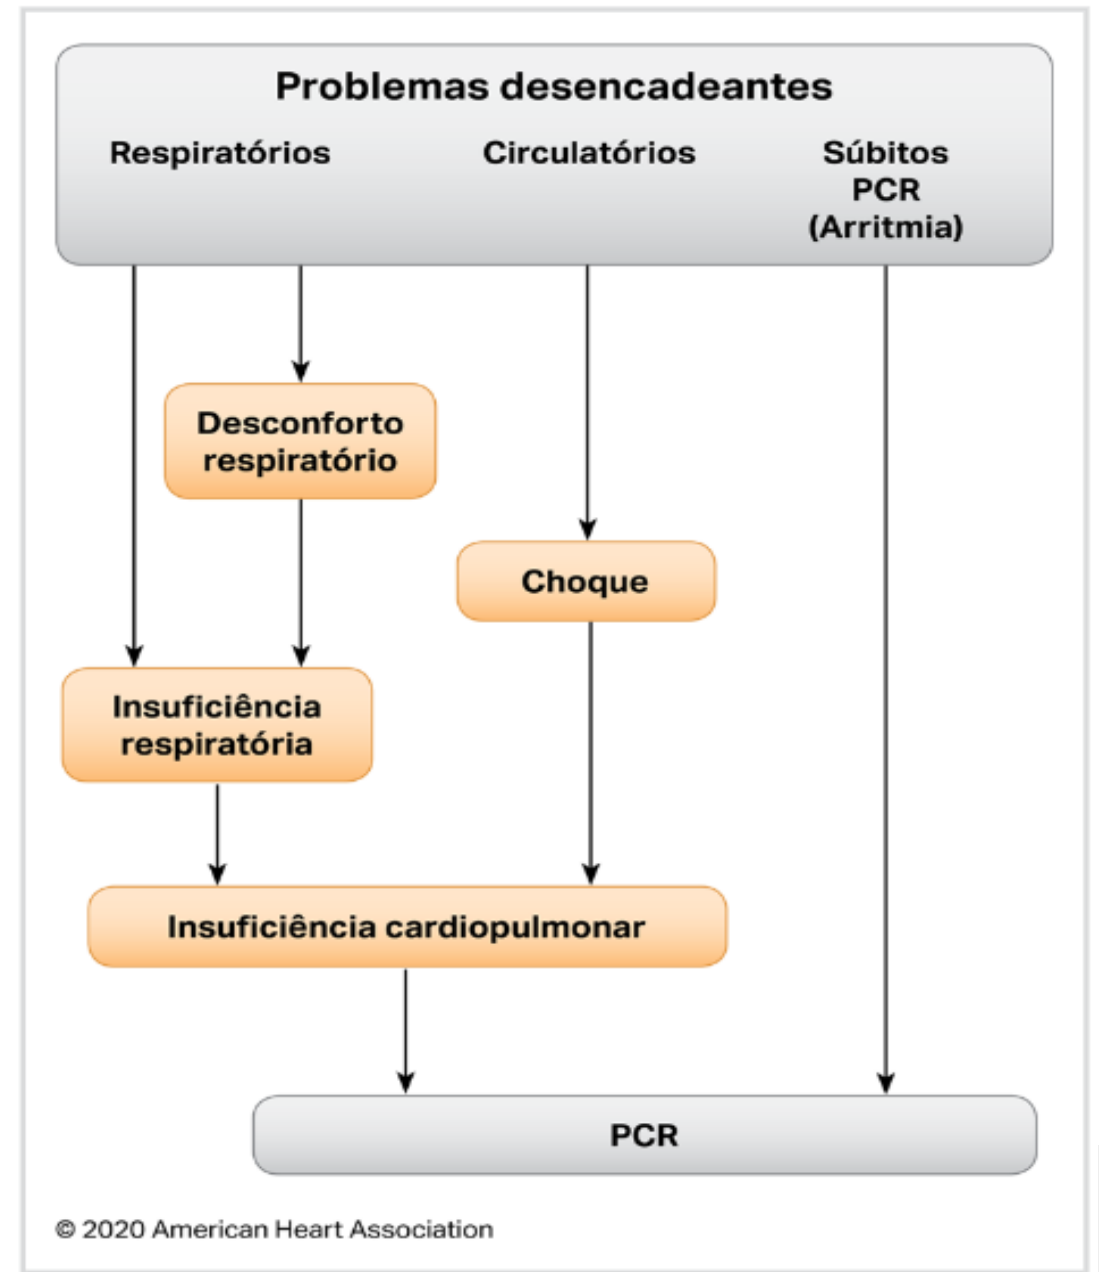 Problemas desencadeantes
Respiratórios
Circulatórios
Súbitos
PCR
(Arritmia)
Desconforto
respiratório
Choque
Insuficiência
respiratória
Insuficiência cardiopulmonar
PCR
© 2020 American Heart Association